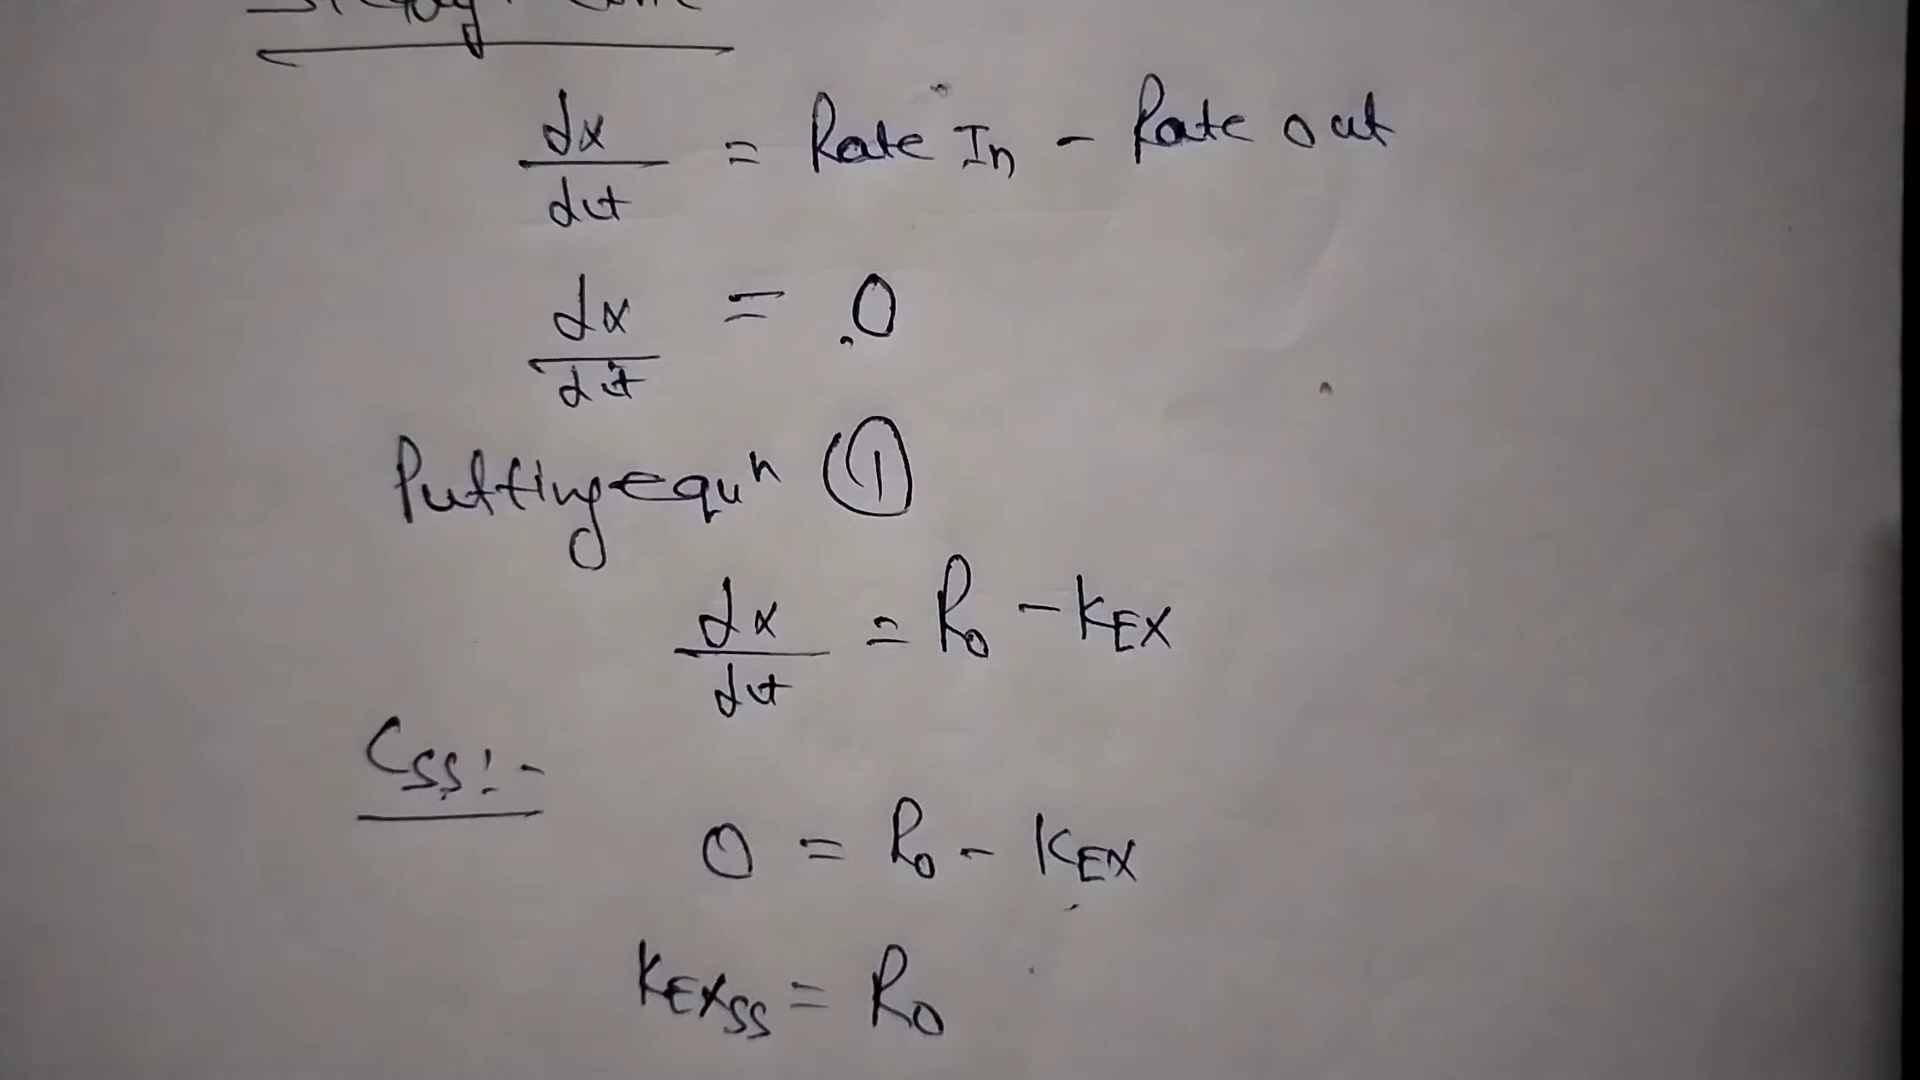 dx/dt = Rate In - Rate out
dx/dt = 0
Putting equⁿ ①
dx/dt = R₀ - KEX
Css:-
0 = R₀ - KEX
KEXss = R₀